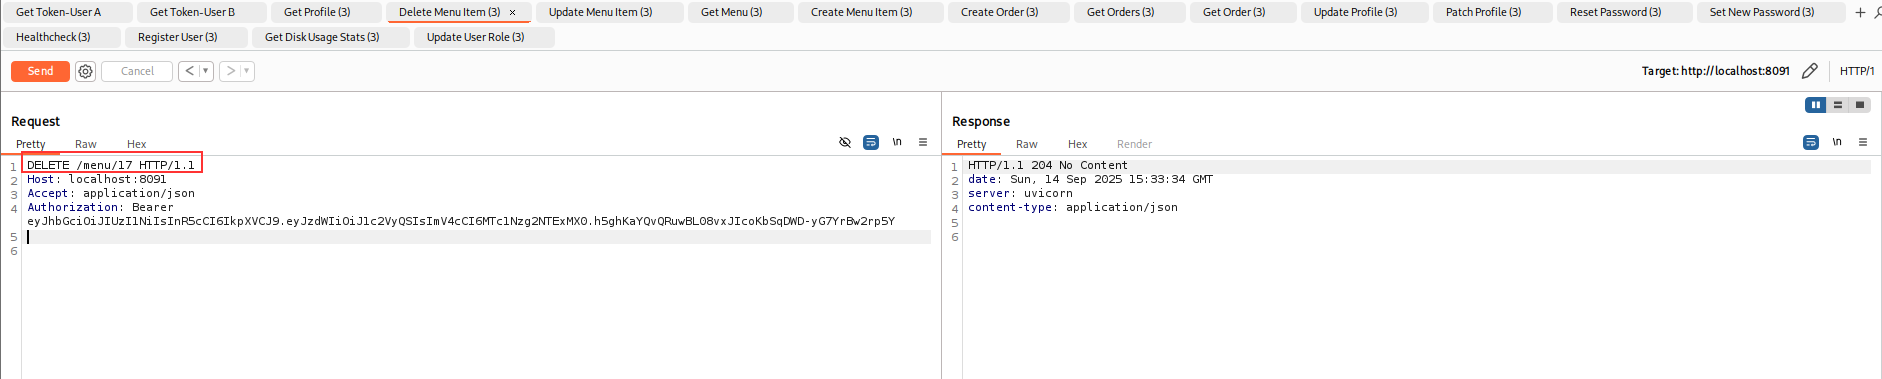 Get Token-User A Get Token-User B Get Profile (3) Delete Menu Item (3) × Update Menu Item (3) Get Menu (3) Create Menu Item (3) Create Order (3) Get Orders (3) Get Order (3) Update Profile (3) Patch Profile (3) Reset Password (3) Set New Password (3) +
Healthcheck (3) Register User (3) Get Disk Usage Stats (3) Update User Role (3)
Send Cancel < > Target: http://localhost:8091 HTTP/1
Request
Pretty Raw Hex \n
1 DELETE /menu/17 HTTP/1.1
2 Host: localhost:8091
3 Accept: application/json
4 Authorization: Bearer
eyJhbGciOiJIUzI1NiIsInR5cCI6IkpXVCJ9.eyJzdWIiOiJ1c2VyQSIsImV4cCI6MTc1Nzg2NTExMX0.h5ghKaYQvQRuwBL08vxJIcoKbSqDWD-yG7YrBw2rp5Y
5
6
Response
Pretty Raw Hex Render \n
1 HTTP/1.1 204 No Content
2 date: Sun, 14 Sep 2025 15:33:34 GMT
3 server: uvicorn
4 content-type: application/json
5
6